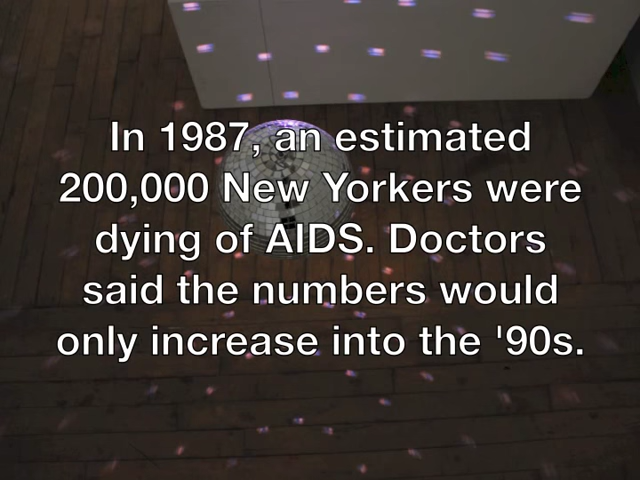 In 1987, an estimated
200,000 New Yorkers were
dying of AIDS. Doctors
said the numbers would
only increase into the '90s.